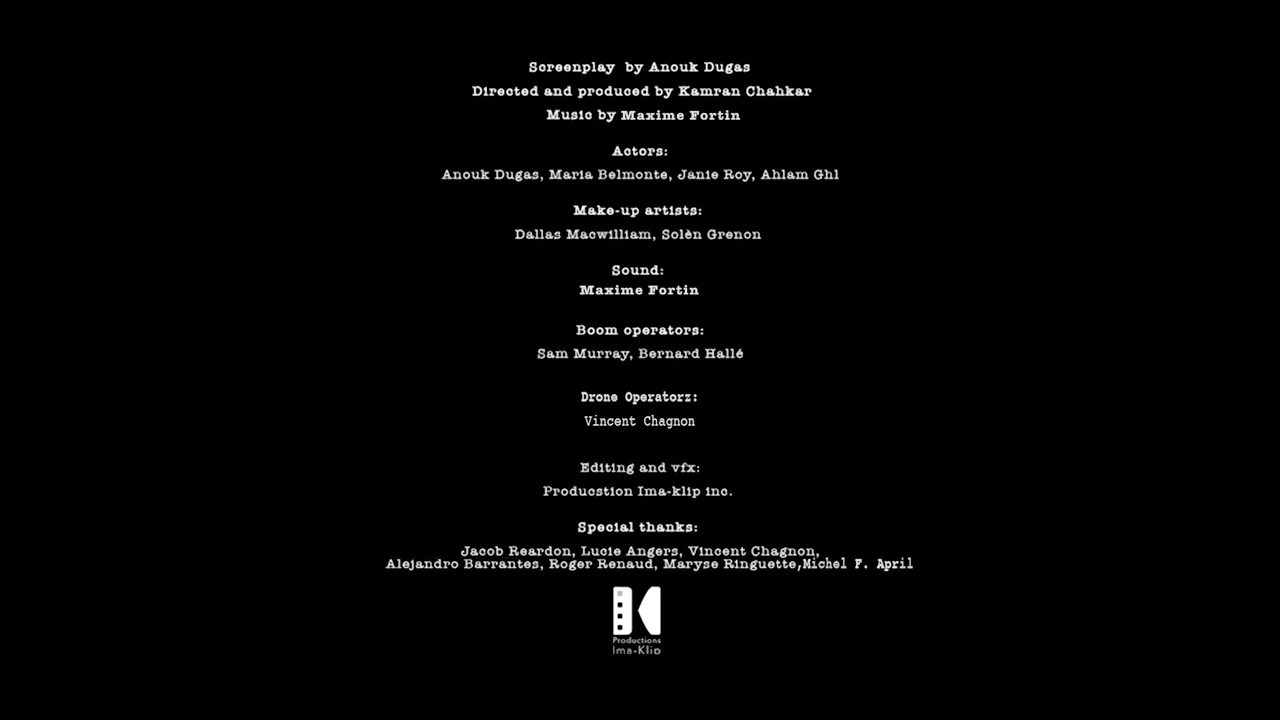 Screenplay by Anouk Dugas
Directed and produced by Kamran Chahkar
Music by Maxime Fortin
Actors:
Anouk Dugas, Maria Belmonte, Janie Roy, Ahlam Ghl
Make-up artists:
Dallas Macwilliam, Solèn Grenon
Sound:
Maxime Fortin
Boom operators:
Sam Murray, Bernard Hallé
Drone Operatorz:
Vincent Chagnon
Editing and vfx:
Producstion Ima-klip inc.
Special thanks:
Jacob Reardon, Lucie Angers, Vincent Chagnon,
Alejandro Barrantes, Roger Renaud, Maryse Ringuette,Michel F. April
Productions
Ima-Klip